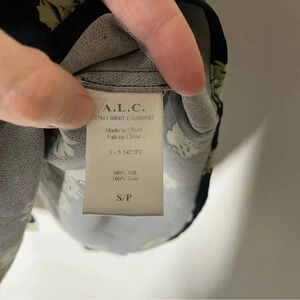 A.L.C.
Made in China
Fait en Chine
100% Silk
100% Soie
S/P